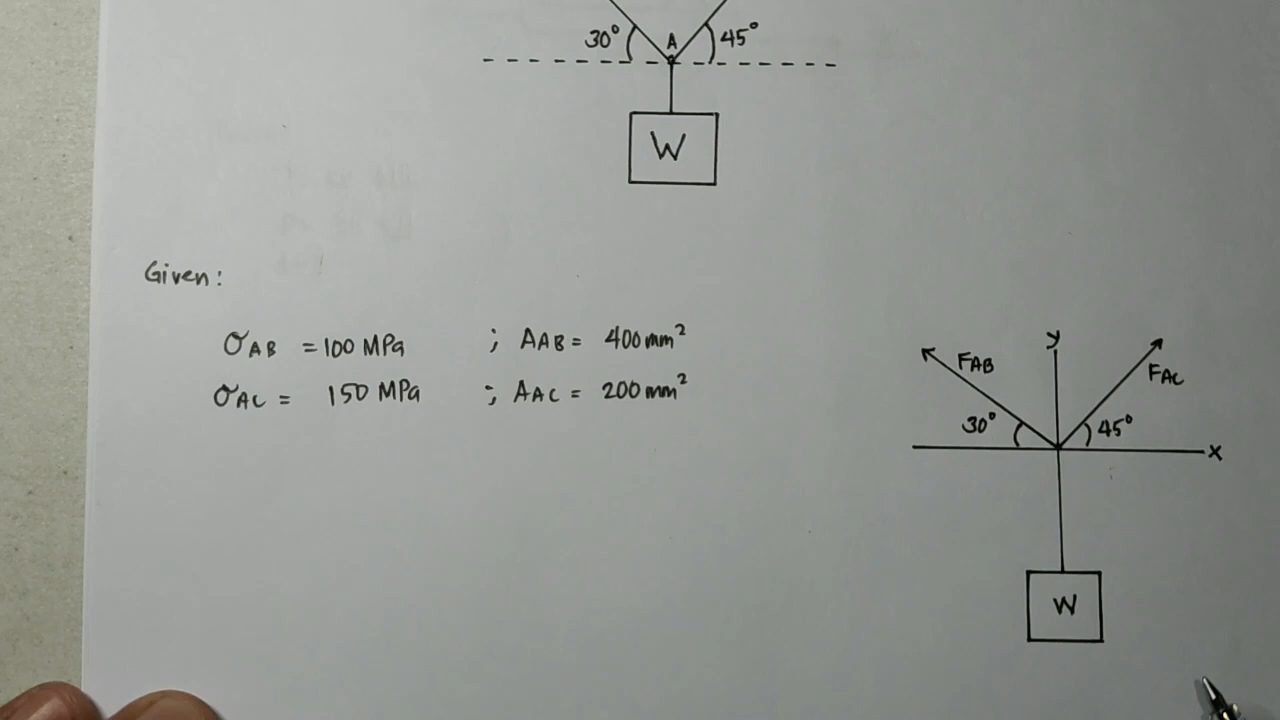 30° A 45°
W
Given:
σAB = 100 MPa ; AAB = 400 mm²
σAC = 150 MPa ; AAC = 200 mm²
y
FAB
FAC
30° 45°
x
W